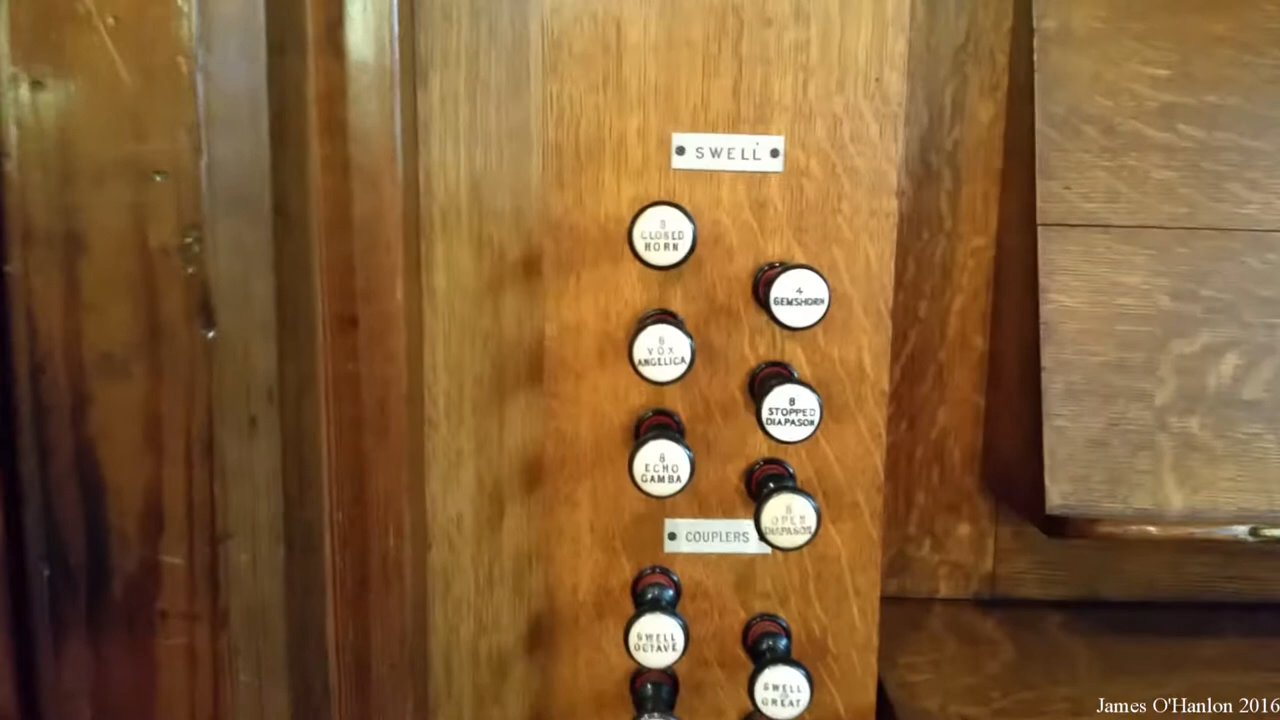 SWELL
8
CLOSED
HORN
4
GEMSHORN
8
VOX
ANGELICA
8
STOPPED
DIAPASON
8
ECHO
GAMBA
8
OPEN
DIAPASON
COUPLERS
SWELL
OCTAVE
SWELL
TO
GREAT
James O'Hanlon 2016